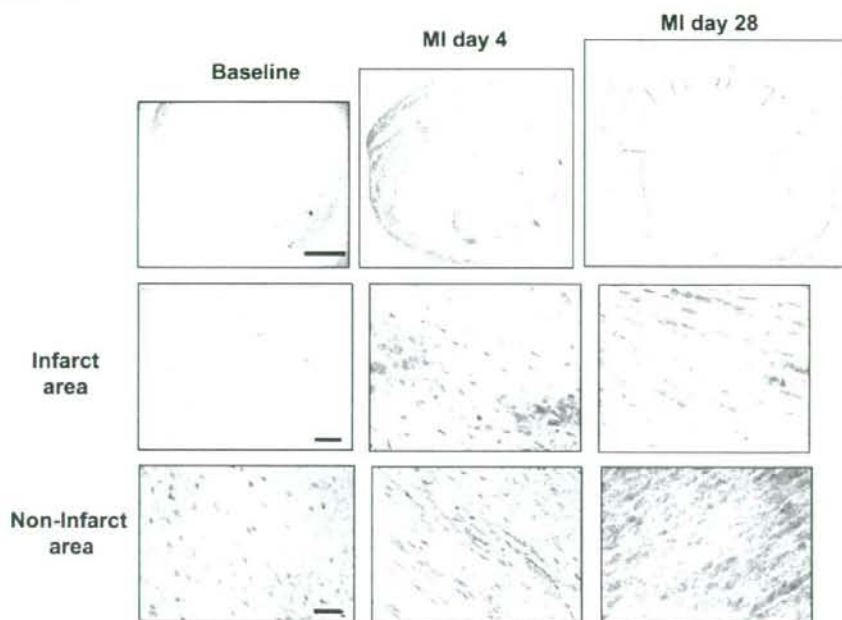 Baseline
MI day 4
MI day 28
Infarct
area
Non-Infarct
area